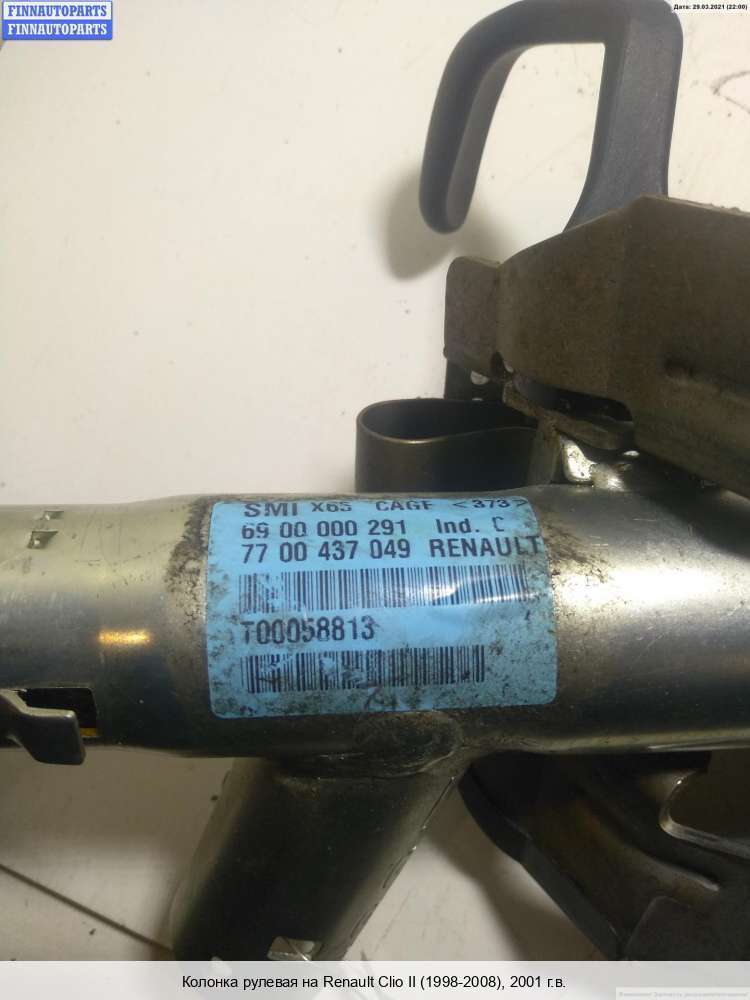 FINNAUTOPARTS
FINNAUTOPARTS
Дата: 29.03.2021 (22:00)
SMI X65 CAGE <373>
69 00 000 291 Ind. C
77 00 437 049 RENAULT
T00058813
Колонка рулевая на Renault Clio II (1998-2008), 2001 г.в.